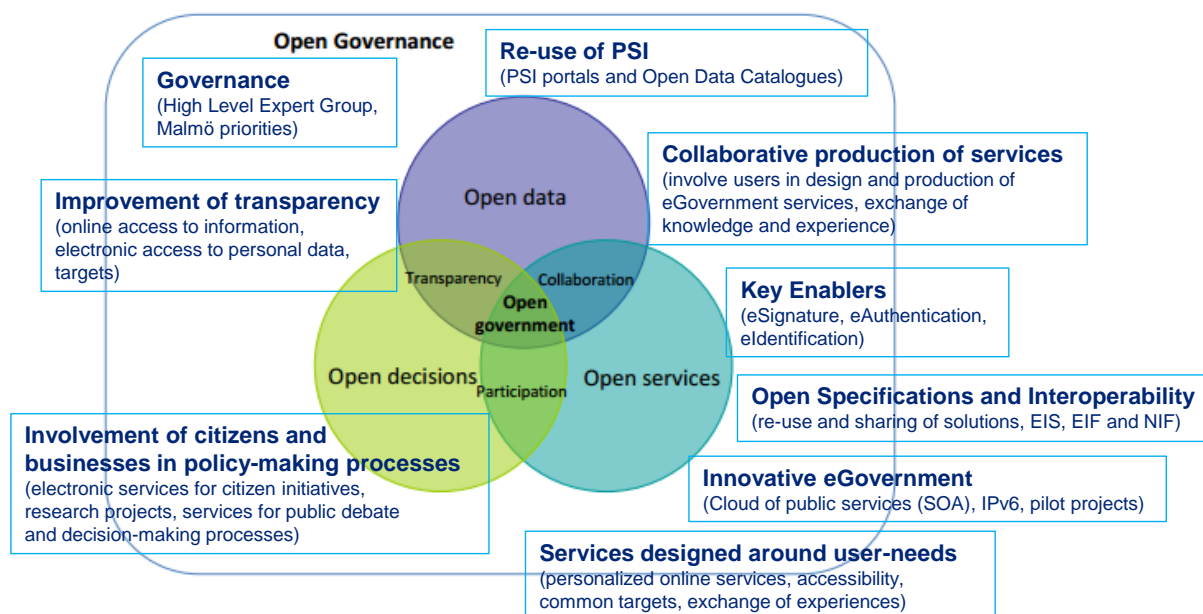 Open Governance
Re-use of PSI
(PSI portals and Open Data Catalogues)
Governance
(High Level Expert Group,
Malmö priorities)
Collaborative production of services
(involve users in design and production of
eGovernment services, exchange of
knowledge and experience)
Improvement of transparency
(online access to information,
electronic access to personal data,
targets)
Open data
Transparency
Collaboration
Open
government
Key Enablers
(eSignature, eAuthentication,
eIdentification)
Open decisions
Participation
Open services
Open Specifications and Interoperability
(re-use and sharing of solutions, EIS, EIF and NIF)
Involvement of citizens and
businesses in policy-making processes
(electronic services for citizen initiatives,
research projects, services for public debate
and decision-making processes)
Innovative eGovernment
(Cloud of public services (SOA), IPv6, pilot projects)
Services designed around user-needs
(personalized online services, accessibility,
common targets, exchange of experiences)